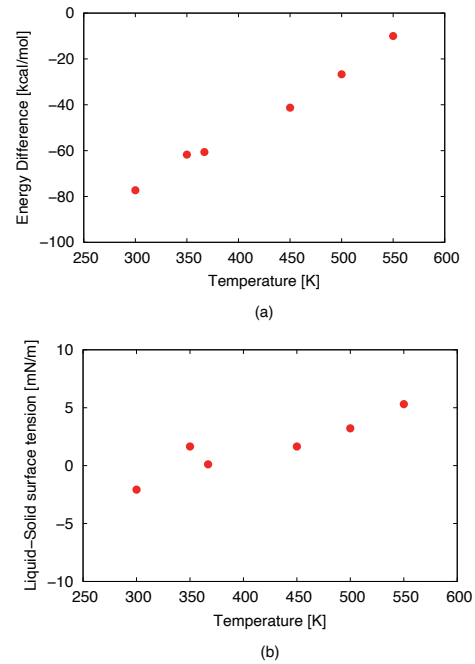 0
−20
−40
−60
−80
−100
Energy Difference [kcal/mol]
250 300 350 400 450 500 550 600
Temperature [K]
(a)
10
5
0
−5
−10
Liquid−Solid surface tension [mN/m]
250 300 350 400 450 500 550 600
Temperature [K]
(b)